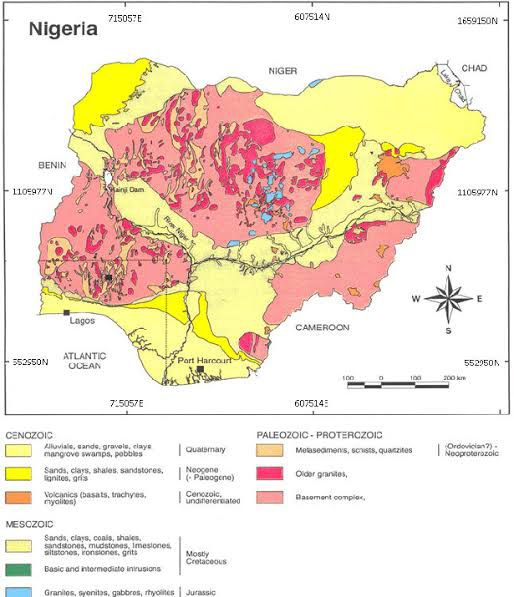 Nigeria
715057E
607514N
1659150N
NIGER
CHAD
Lake Chad
BENIN
Kainji Dam
1105977N
1105977N
River Niger
N
W
E
S
Lagos
CAMEROON
ATLANTIC
OCEAN
Port Harcourt
552950N
552950N
100 0 100 200 km
715057E
607514E
CENOZOIC
Alluvials, sands, gravels, clays
mangrove swamps, pebbles
Quaternary
Sands, clays, shales, sandstones,
lignites, grits
Neogene
(- Paleogene)
Volcanics (basalts, trachytes,
rhyolites)
Cenozoic,
undifferentiated
MESOZOIC
Sands, clays, coals, shales,
sandstones, mudstones, limestones,
siltstones, ironstones, grits
Mostly
Cretaceous
Basic and intermediate intrusions
Granites, syenites, gabbros, rhyolites
Jurassic
PALEOZOIC - PROTEROZOIC
Metasediments, schists, quartzites
(Ordovician?) -
Neoproterozoic
Older granites,
Basement complex,